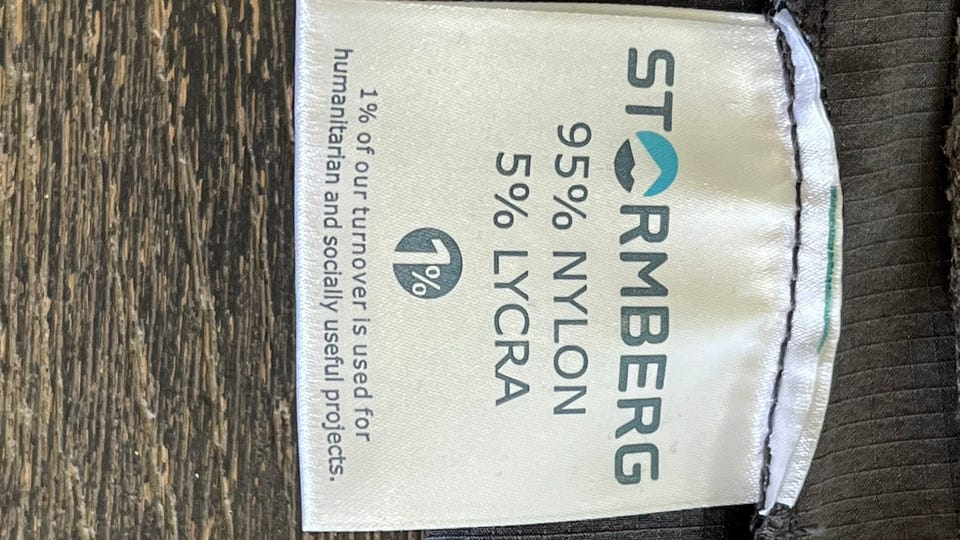 STORMBERG
95% NYLON
5% LYCRA
1%
1% of our turnover is used for
humanitarian and socially useful projects.